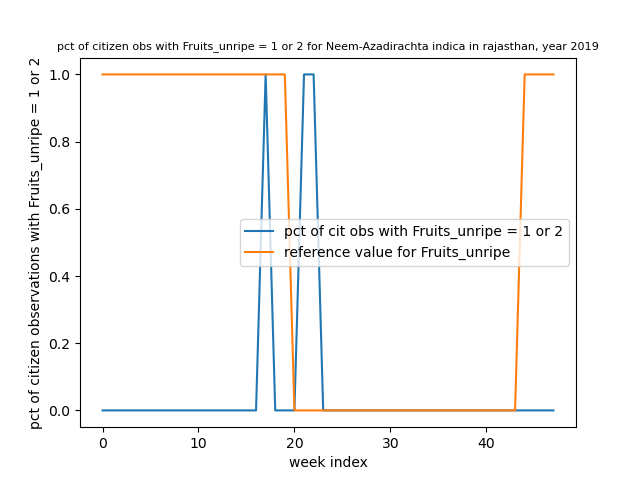 pct of citizen obs with Fruits_unripe = 1 or 2 for Neem-Azadirachta indica in rajasthan, year 2019
pct of citizen observations with Fruits_unripe = 1 or 2
1.0
0.8
0.6
0.4
0.2
0.0
pct of cit obs with Fruits_unripe = 1 or 2
reference value for Fruits_unripe
0
10
20
30
40
week index